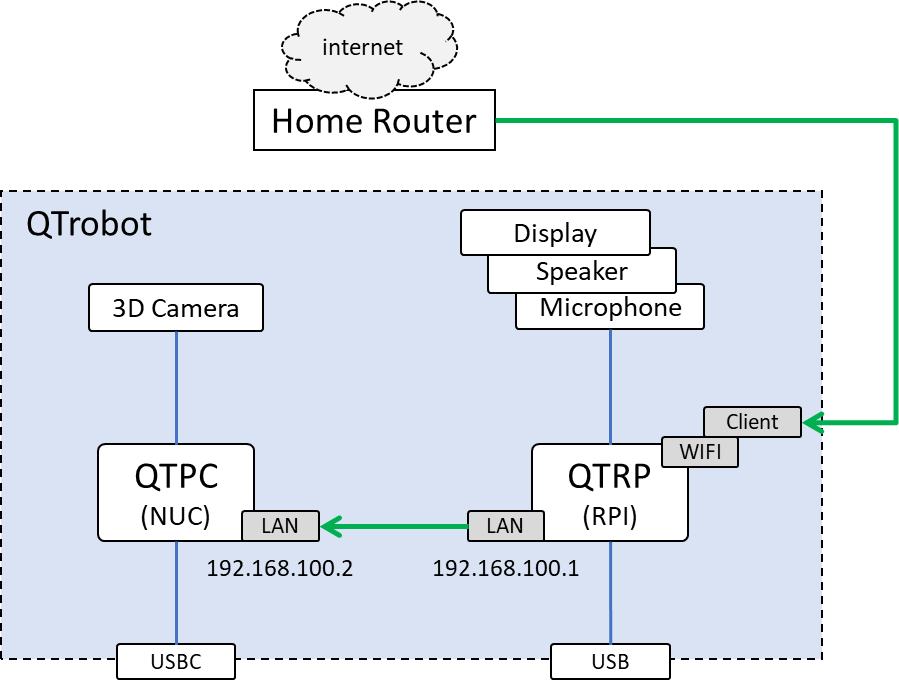 internet
Home Router
QTrobot
Display
Speaker
Microphone
3D Camera
Client
WIFI
QTPC
(NUC)
LAN
192.168.100.2
QTRP
(RPI)
LAN
192.168.100.1
USBC
USB